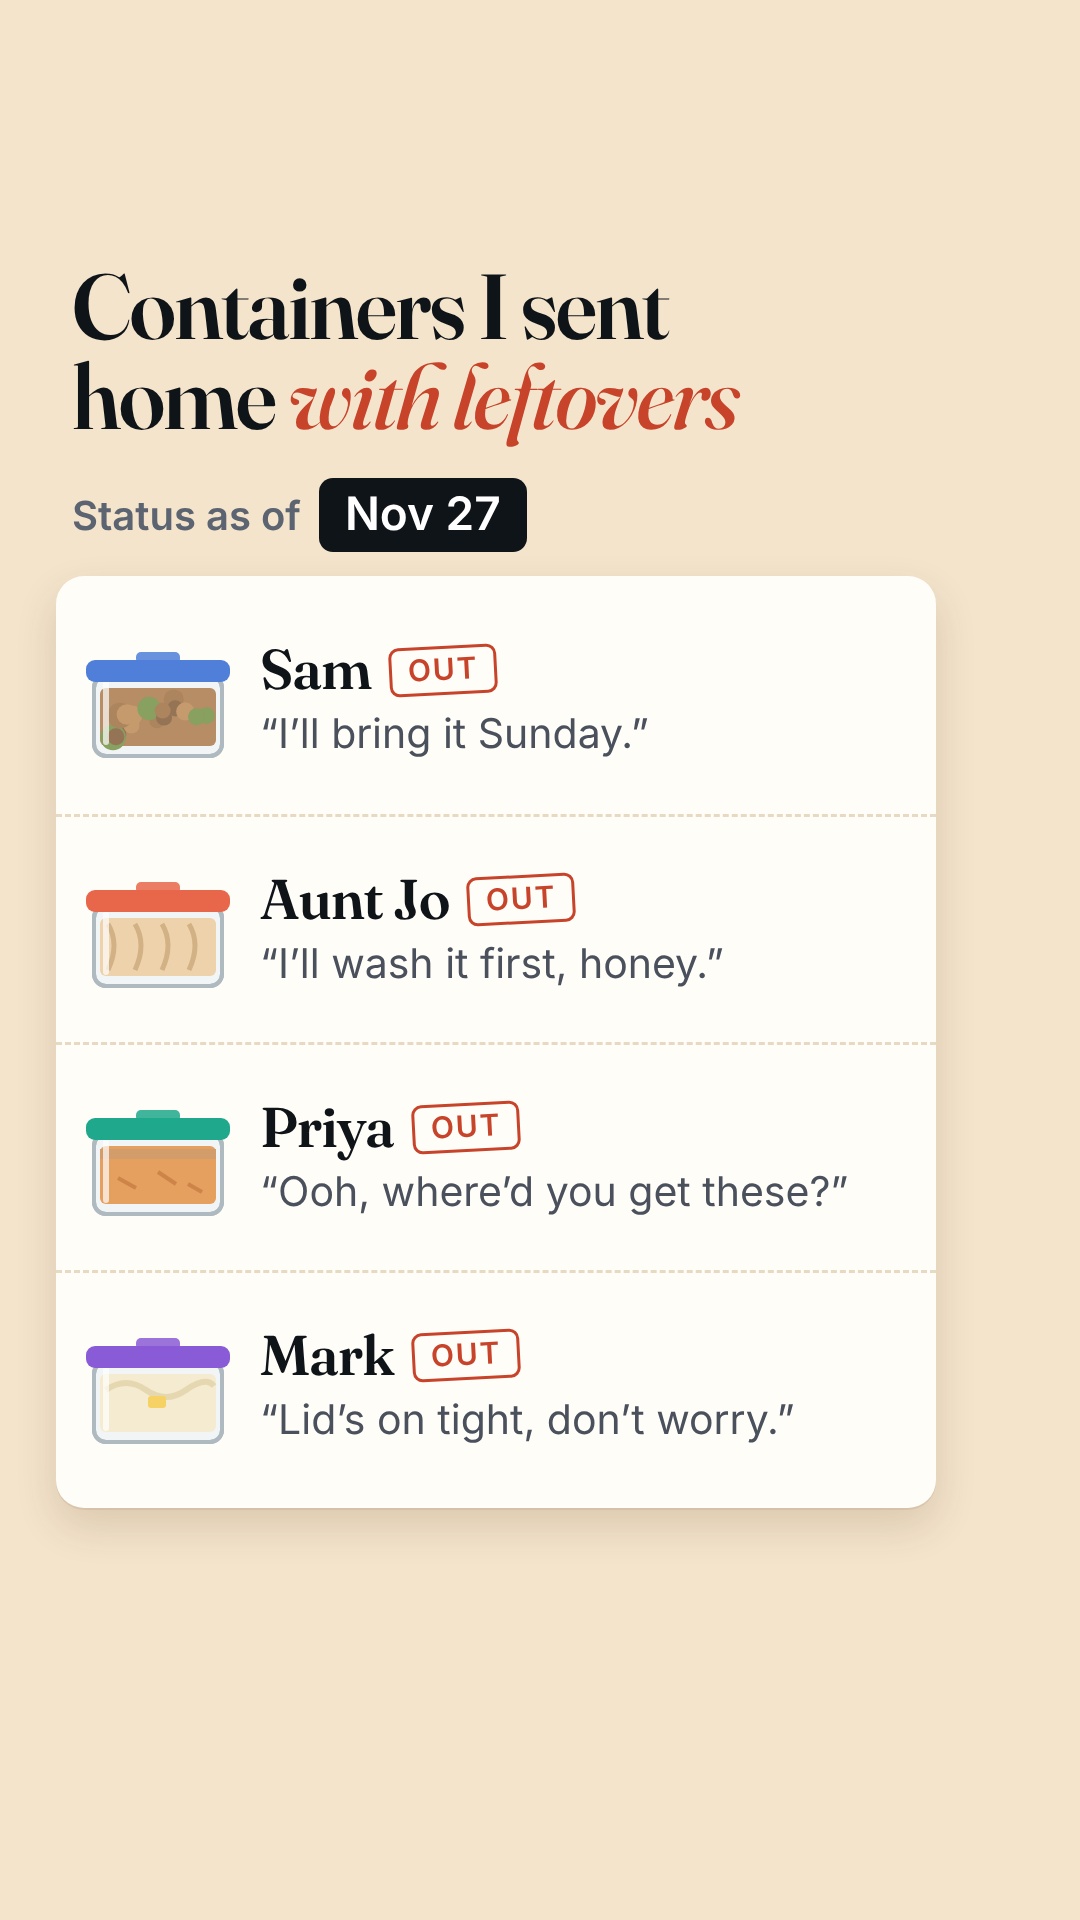 Containers I sent
home with leftovers
Status as of Nov 27
Sam OUT
“I’ll bring it Sunday.”
Aunt Jo OUT
“I’ll wash it first, honey.”
Priya OUT
“Ooh, where’d you get these?”
Mark OUT
“Lid’s on tight, don’t worry.”